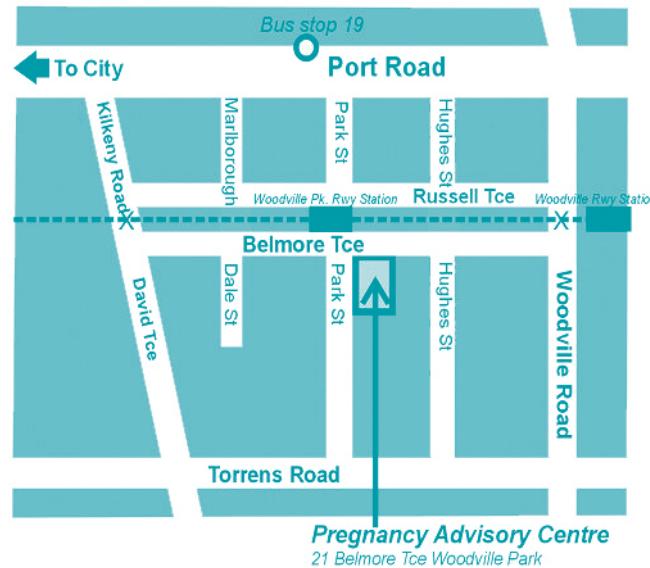 Bus stop 19
To City
Port Road
Kilkeny Road
Marlborough
Park St
Hughes St
Russell Tce
Woodville Pk. Rwy Station
Woodville Rwy Statio
Belmore Tce
David Tce
Dale St
Park St
Hughes St
Woodville Road
Torrens Road
Pregnancy Advisory Centre
21 Belmore Tce Woodville Park